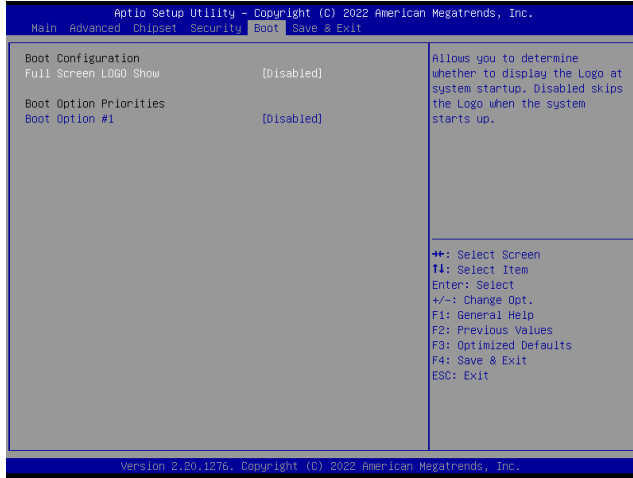 Aptio Setup Utility – Copyright (C) 2022 American Megatrends, Inc.
Main Advanced Chipset Security Boot Save & Exit
Boot Configuration
Full Screen LOGO Show [Disabled]
Boot Option Priorities
Boot Option #1 [Disabled]
Allows you to determine
whether to display the Logo at
system startup. Disabled skips
the Logo when the system
starts up.
→←: Select Screen
↑↓: Select Item
Enter: Select
+/-: Change Opt.
F1: General Help
F2: Previous Values
F3: Optimized Defaults
F4: Save & Exit
ESC: Exit
Version 2.20.1276. Copyright (C) 2022 American Megatrends, Inc.